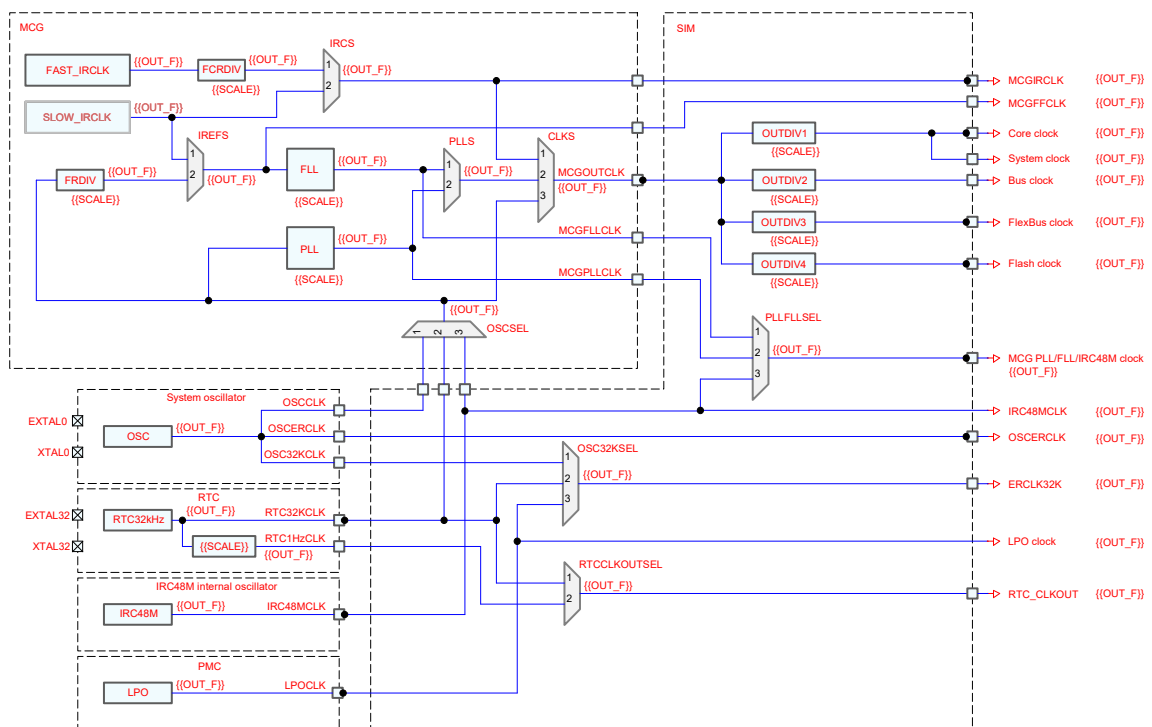 MCG
SIM
IRCS
FAST_IRCLK
{{OUT_F}}
FCRDIV
{{OUT_F}}
{{SCALE}}
1
2
{{OUT_F}}
MCGIRCLK
{{OUT_F}}
SLOW_IRCLK
{{OUT_F}}
MCGFFCLK
{{OUT_F}}
IREFS
PLLS
CLKS
OUTDIV1
{{SCALE}}
Core clock
{{OUT_F}}
System clock
{{OUT_F}}
FRDIV
{{OUT_F}}
{{SCALE}}
1
2
{{OUT_F}}
FLL
{{OUT_F}}
{{SCALE}}
1
2
{{OUT_F}}
1
2
3
MCGOUTCLK
{{OUT_F}}
OUTDIV2
{{SCALE}}
Bus clock
{{OUT_F}}
OUTDIV3
{{SCALE}}
FlexBus clock
{{OUT_F}}
PLL
{{OUT_F}}
{{SCALE}}
MCGFLLCLK
MCGPLLCLK
OUTDIV4
{{SCALE}}
Flash clock
{{OUT_F}}
{{OUT_F}}
1
2
3
OSCSEL
PLLFLLSEL
1
2
3
{{OUT_F}}
MCG PLL/FLL/IRC48M clock
{{OUT_F}}
System oscillator
EXTAL0
XTAL0
OSC
{{OUT_F}}
OSCCLK
OSCERCLK
OSC32KCLK
IRC48MCLK
{{OUT_F}}
OSCERCLK
{{OUT_F}}
OSC32KSEL
1
2
3
{{OUT_F}}
ERCLK32K
{{OUT_F}}
RTC
EXTAL32
XTAL32
RTC32kHz
{{OUT_F}}
RTC32KCLK
{{SCALE}}
RTC1HzCLK
{{OUT_F}}
LPO clock
{{OUT_F}}
RTCCLKOUTSEL
1
2
{{OUT_F}}
RTC_CLKOUT
{{OUT_F}}
IRC48M internal oscillator
IRC48M
{{OUT_F}}
IRC48MCLK
PMC
LPO
{{OUT_F}}
LPOCLK